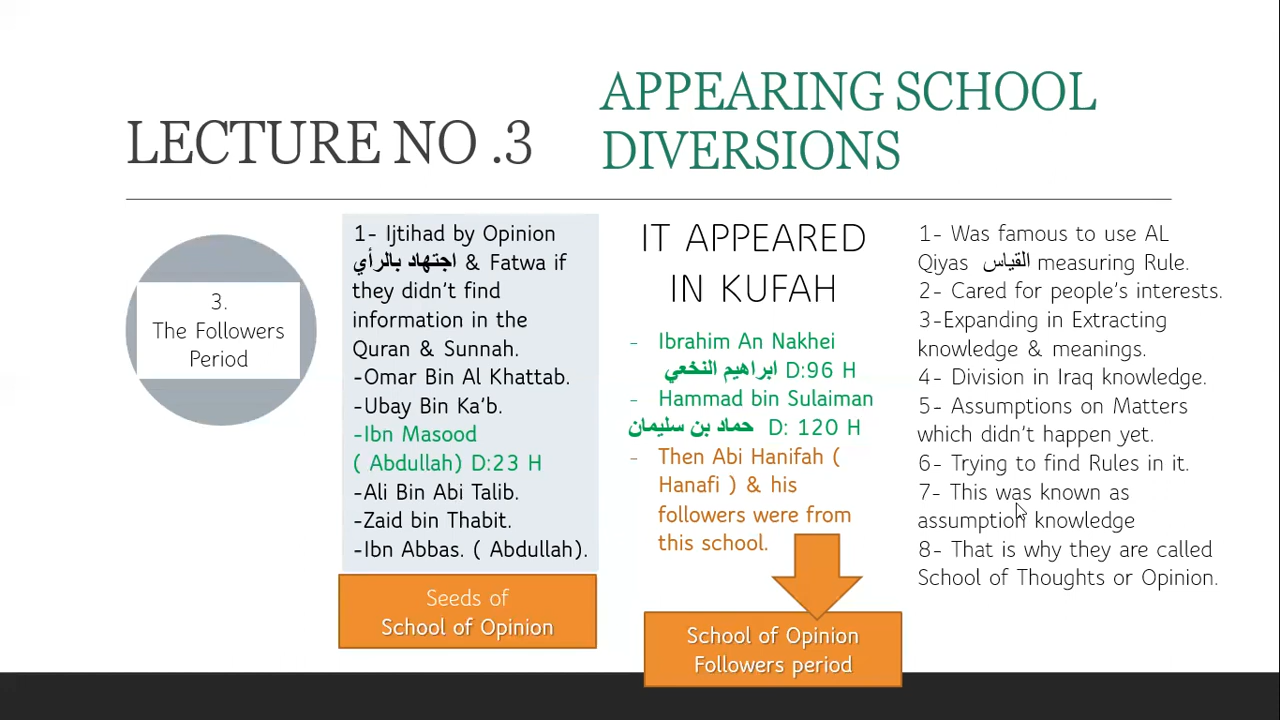 LECTURE NO .3
APPEARING SCHOOL
DIVERSIONS
3.
The Followers
Period
1- Ijtihad by Opinion
اجتهاد بالرأي & Fatwa if
they didn't find
information in the
Quran & Sunnah.
-Omar Bin Al Khattab.
-Ubay Bin Ka'b.
-Ibn Masood
( Abdullah) D:23 H
-Ali Bin Abi Talib.
-Zaid bin Thabit.
-Ibn Abbas. ( Abdullah).
Seeds of
School of Opinion
IT APPEARED
IN KUFAH
- Ibrahim An Nakhei
ابراهيم النخعي D:96 H
- Hammad bin Sulaiman
حماد بن سليمان D: 120 H
- Then Abi Hanifah (
Hanafi ) & his
followers were from
this school.
School of Opinion
Followers period
1- Was famous to use AL
Qiyas القياس measuring Rule.
2- Cared for people's interests.
3-Expanding in Extracting
knowledge & meanings.
4- Division in Iraq knowledge.
5- Assumptions on Matters
which didn't happen yet.
6- Trying to find Rules in it.
7- This was known as
assumption knowledge
8- That is why they are called
School of Thoughts or Opinion.